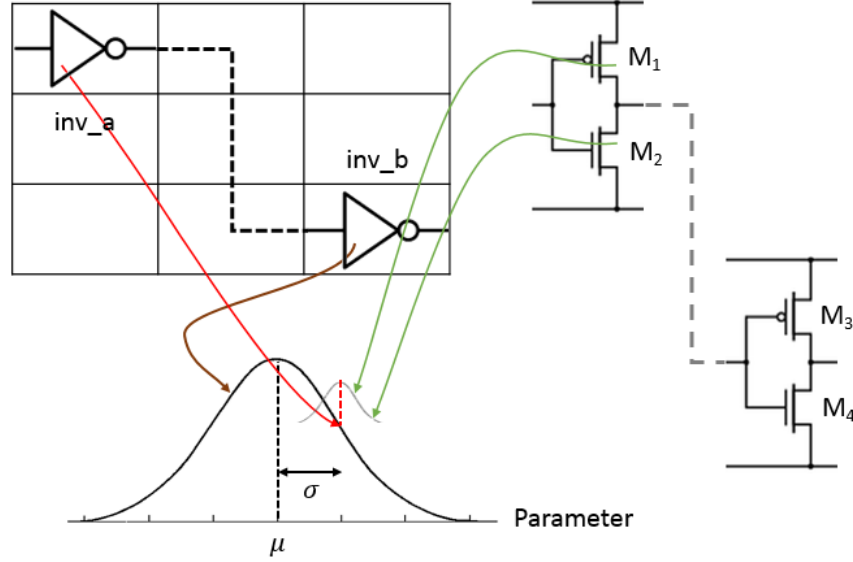 inv_a
inv_b
M₁
M₂
M₃
M₄
σ
Parameter
μ